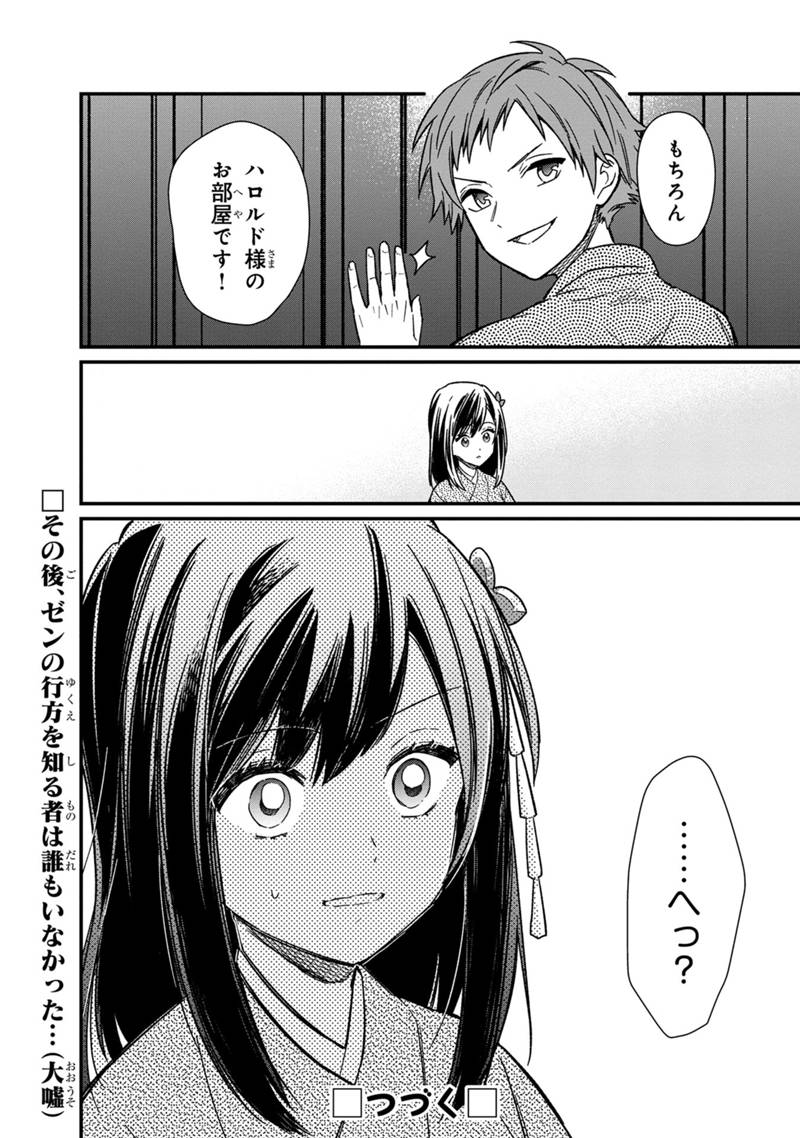 もちろん
ハロルド様の
お部屋です！
……へっ？
□つづく□
□その後、ゼンの行方を知る者は誰もいなかった…（大嘘）